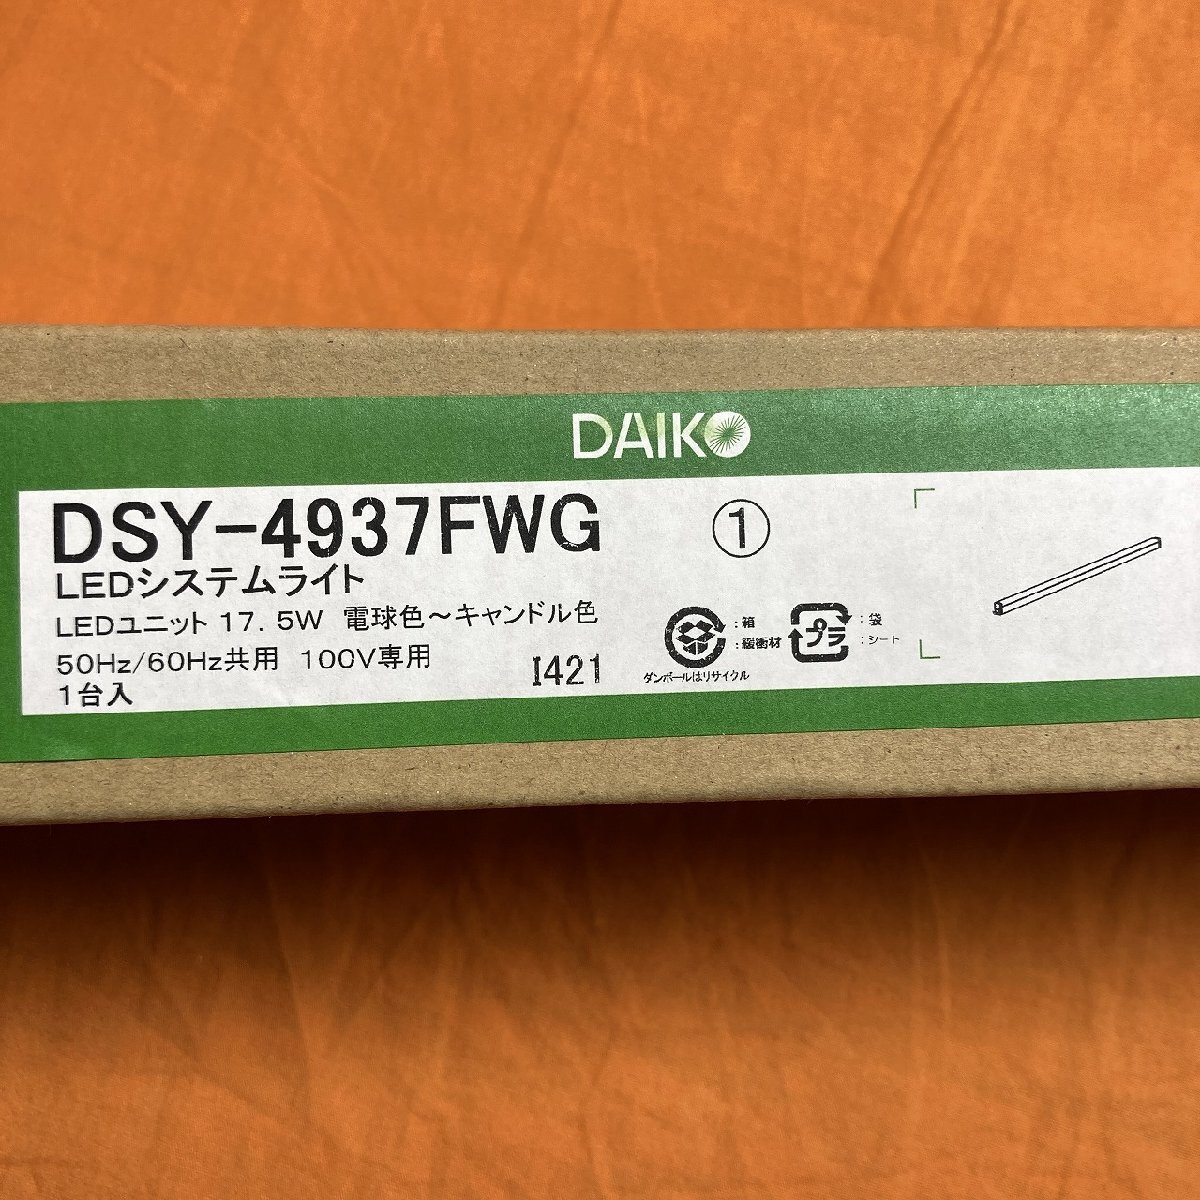 DAIKO
DSY-4937FWG ①
LEDシステムライト
LEDユニット 17.5W 電球色～キャンドル色
50Hz/60Hz共用 100V専用
1台入
I421
:箱
:緩衝材
ダンボールはリサイクル
プラ
:袋
:シート